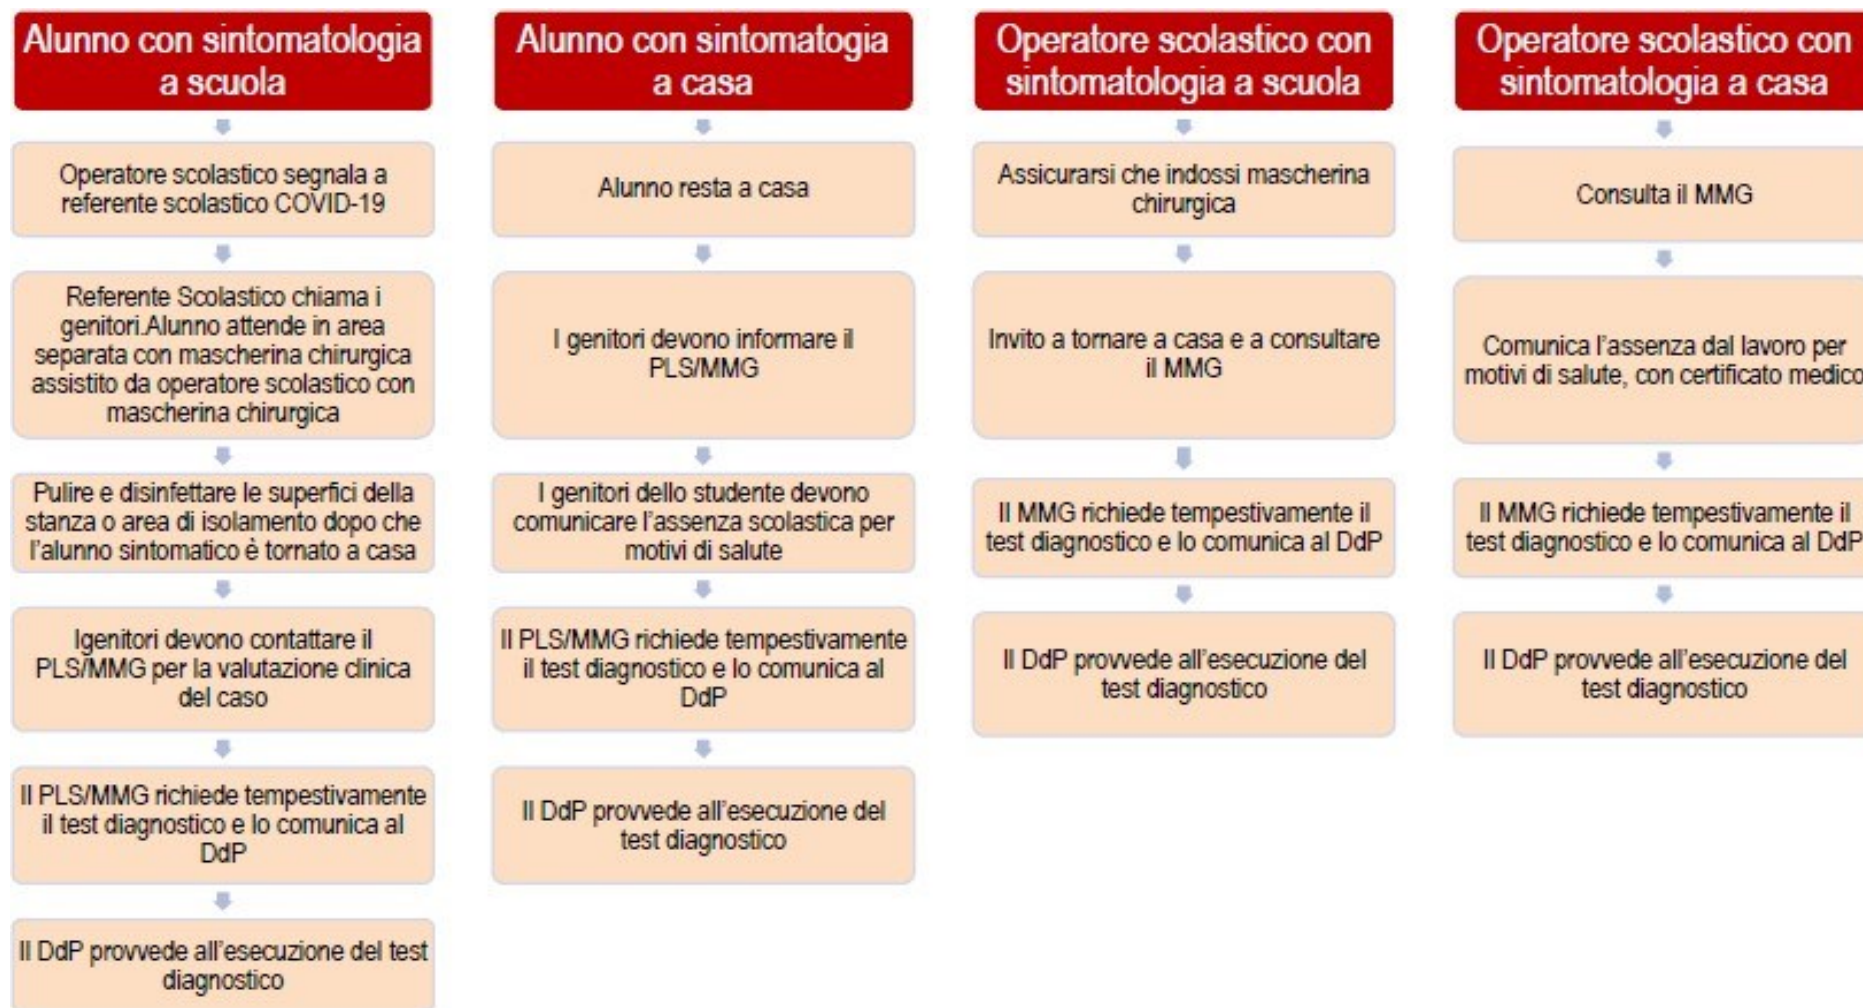 Alunno con sintomatologia
a scuola
Operatore scolastico segnala a
referente scolastico COVID-19
Referente Scolastico chiama i
genitori.Alunno attende in area
separata con mascherina chirurgica
assistito da operatore scolastico con
mascherina chirurgica
Pulire e disinfettare le superfici della
stanza o area di isolamento dopo che
l'alunno sintomatico è tornato a casa
Igenitori devono contattare il
PLS/MMG per la valutazione clinica
del caso
Il PLS/MMG richiede tempestivamente
il test diagnostico e lo comunica al
DdP
Il DdP provvede all'esecuzione del test
diagnostico
Alunno con sintomatogia
a casa
Alunno resta a casa
I genitori devono informare il
PLS/MMG
I genitori dello studente devono
comunicare l'assenza scolastica per
motivi di salute
Il PLS/MMG richiede tempestivamente
il test diagnostico e lo comunica al
DdP
Il DdP provvede all'esecuzione del
test diagnostico
Operatore scolastico con
sintomatologia a scuola
Assicurarsi che indossi mascherina
chirurgica
Invito a tornare a casa e a consultare
il MMG
Il MMG richiede tempestivamente il
test diagnostico e lo comunica al DdP
Il DdP provvede all'esecuzione del
test diagnostico
Operatore scolastico con
sintomatologia a casa
Consulta il MMG
Comunica l'assenza dal lavoro per
motivi di salute, con certificato medico
Il MMG richiede tempestivamente il
test diagnostico e lo comunica al DdP
Il DdP provvede all'esecuzione del
test diagnostico